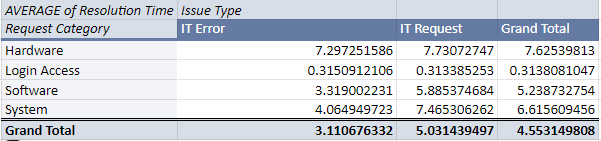 AVERAGE of Resolution Time Issue Type
Request Category IT Error IT Request Grand Total
Hardware 7.297251586 7.73072747 7.62539813
Login Access 0.3150912106 0.313385253 0.3138081047
Software 3.319002231 5.885374684 5.238732754
System 4.064949723 7.465306262 6.615609456
Grand Total 3.110676332 5.031439497 4.553149808